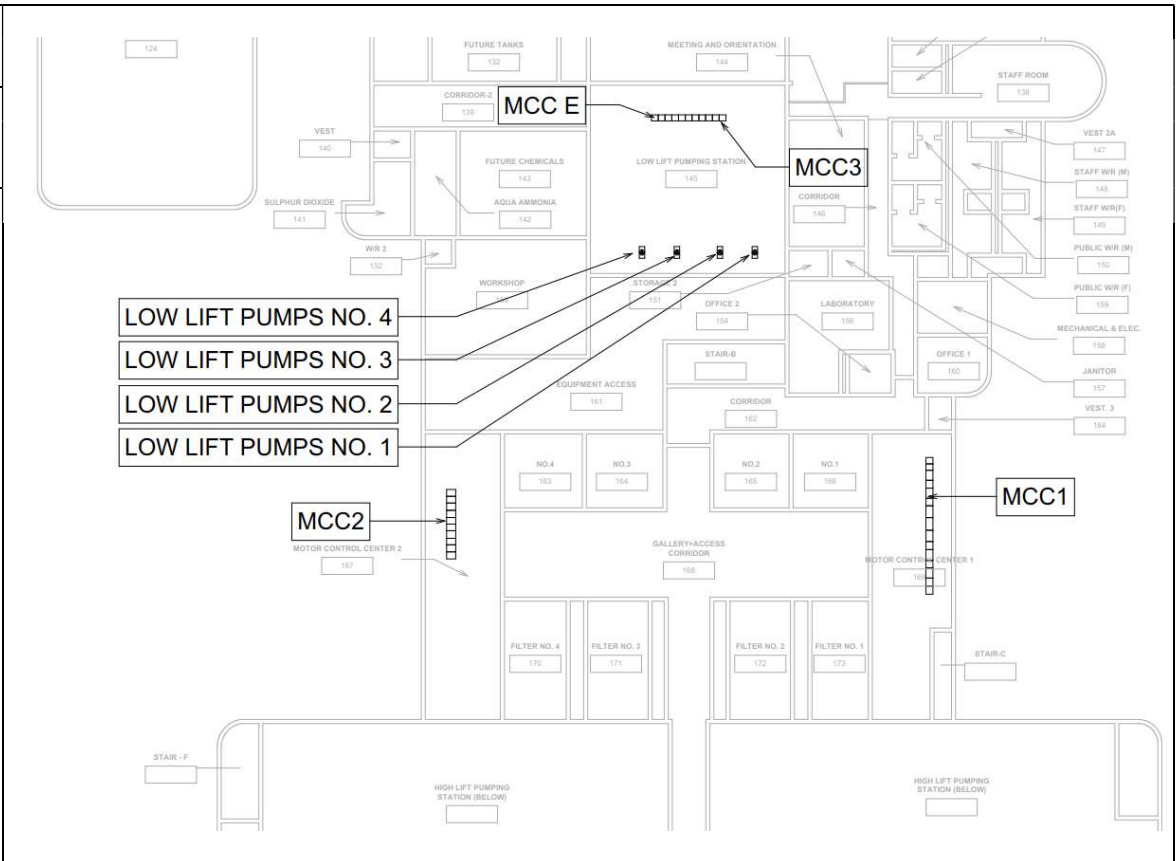 124
FUTURE TANKS
132
MEETING AND ORIENTATION
144
STAFF ROOM
138
CORRIDOR-2
139
MCC E
VEST
140
FUTURE CHEMICALS
143
LOW LIFT PUMPING STATION
145
MCC3
VEST 2A
147
STAFF W/R (M)
148
SULPHUR DIOXIDE
141
AQUA AMMONIA
142
CORRIDOR
146
STAFF W/R(F)
149
W/R 2
152
PUBLIC W/R (M)
150
WORKSHOP
STORAGE 2
151
PUBLIC W/R (F)
159
LOW LIFT PUMPS NO. 4
OFFICE 2
154
LABORATORY
156
MECHANICAL & ELEC.
158
LOW LIFT PUMPS NO. 3
STAIR-B
OFFICE 1
160
JANITOR
157
LOW LIFT PUMPS NO. 2
EQUIPMENT ACCESS
161
CORRIDOR
162
VEST. 3
184
LOW LIFT PUMPS NO. 1
NO.4
163
NO.3
164
NO.2
165
NO.1
166
MCC2
MCC1
MOTOR CONTROL CENTER 2
167
GALLERY+ACCESS
CORRIDOR
168
MOTOR CONTROL CENTER 1
169
FILTER NO. 4
170
FILTER NO. 3
171
FILTER NO. 2
172
FILTER NO. 1
173
STAIR-C
STAIR - F
HIGH LIFT PUMPING
STATION (BELOW)
HIGH LIFT PUMPING
STATION (BELOW)